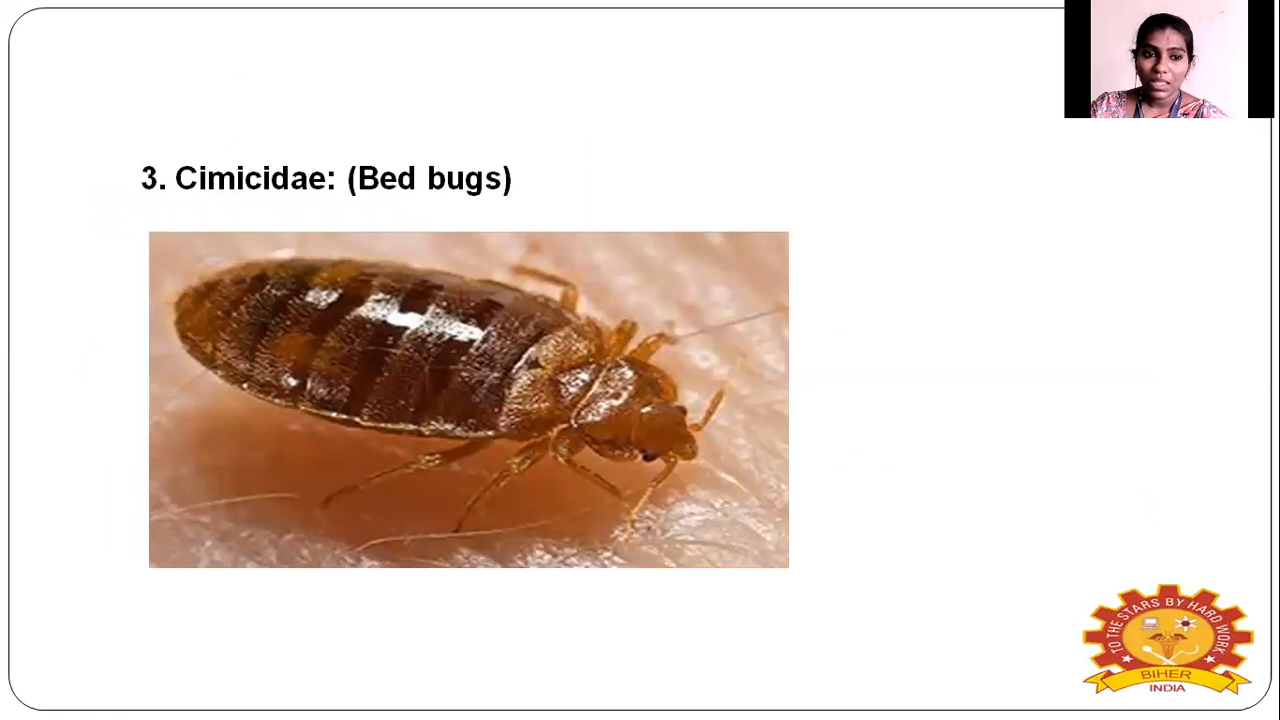 3. Cimicidae: (Bed bugs)
TO THE STARS BY HARD WORK
BIHER
INDIA